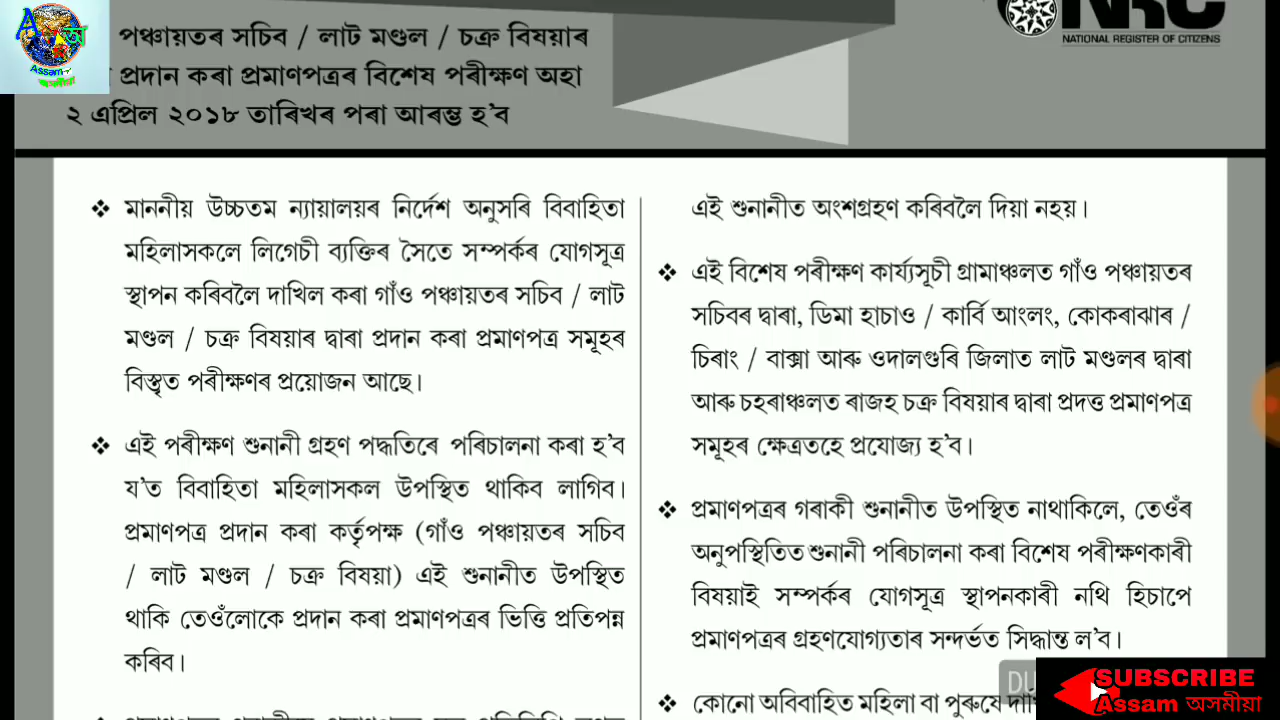 অ
Assam
অসমীয়া
পঞ্চায়তৰ সচিব / লাট মণ্ডল / চক্ৰ বিষয়াৰ
প্ৰদান কৰা প্ৰমাণপত্ৰৰ বিশেষ পৰীক্ষণ অহা
২ এপ্ৰিল ২০১৮ তাৰিখৰ পৰা আৰম্ভ হ'ব
NRC
NATIONAL REGISTER OF CITIZENS
❖ মাননীয় উচ্চতম ন্যায়ালয়ৰ নিৰ্দেশ অনুসৰি বিবাহিতা
মহিলাসকলে লিগেচী ব্যক্তিৰ সৈতে সম্পৰ্কৰ যোগসূত্ৰ
স্থাপন কৰিবলৈ দাখিল কৰা গাঁও পঞ্চায়তৰ সচিব / লাট
মণ্ডল / চক্ৰ বিষয়াৰ দ্বাৰা প্ৰদান কৰা প্ৰমাণপত্ৰ সমূহৰ
বিস্তৃত পৰীক্ষণৰ প্ৰয়োজন আছে।
❖ এই পৰীক্ষণ শুনানী গ্ৰহণ পদ্ধতিৰে পৰিচালনা কৰা হ'ব
য'ত বিবাহিতা মহিলাসকল উপস্থিত থাকিব লাগিব।
প্ৰমাণপত্ৰ প্ৰদান কৰা কৰ্তৃপক্ষ (গাঁও পঞ্চায়তৰ সচিব
/ লাট মণ্ডল / চক্ৰ বিষয়া) এই শুনানীত উপস্থিত
থাকি তেওঁলোকে প্ৰদান কৰা প্ৰমাণপত্ৰৰ ভিত্তি প্ৰতিপন্ন
কৰিব।
এই শুনানীত অংশগ্ৰহণ কৰিবলৈ দিয়া নহয়।
❖ এই বিশেষ পৰীক্ষণ কাৰ্য্যসূচী গ্ৰামাঞ্চলত গাঁও পঞ্চায়তৰ
সচিবৰ দ্বাৰা, ডিমা হাচাও / কাৰ্বি আংলং, কোকৰাঝাৰ /
চিৰাং / বাক্সা আৰু ওদালগুৰি জিলাত লাট মণ্ডলৰ দ্বাৰা
আৰু চহৰাঞ্চলত ৰাজহ চক্ৰ বিষয়াৰ দ্বাৰা প্ৰদত্ত প্ৰমাণপত্ৰ
সমূহৰ ক্ষেত্ৰতহে প্ৰযোজ্য হ'ব।
❖ প্ৰমাণপত্ৰৰ গৰাকী শুনানীত উপস্থিত নাথাকিলে, তেওঁৰ
অনুপস্থিতিত শুনানী পৰিচালনা কৰা বিশেষ পৰীক্ষণকাৰী
বিষয়াই সম্পৰ্কৰ যোগসূত্ৰ স্থাপনকাৰী নথি হিচাপে
প্ৰমাণপত্ৰৰ গ্ৰহণযোগ্যতাৰ সন্দৰ্ভত সিদ্ধান্ত ল'ব।
❖ কোনো অবিবাহিত মহিলা বা পুৰুষে
DU
SUBSCRIBE
Assam অসমীয়া